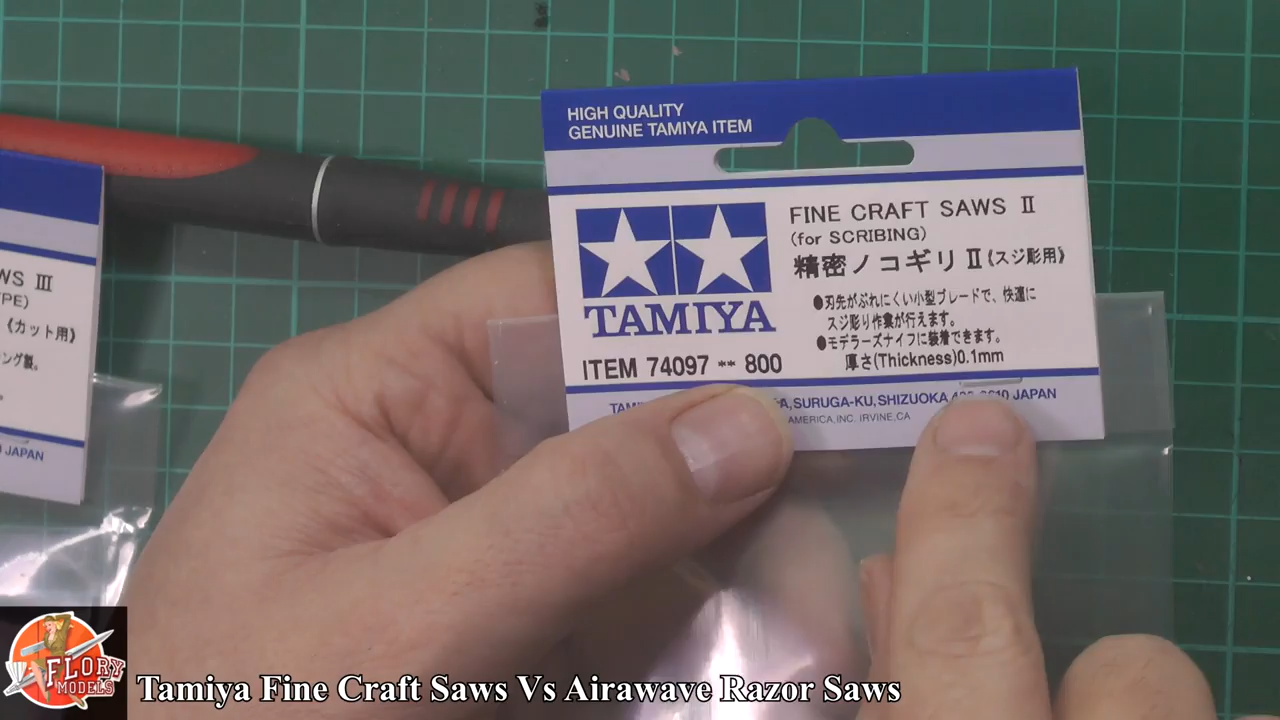 HIGH QUALITY
GENUINE TAMIYA ITEM
FINE CRAFT SAWS II
(for SCRIBING)
精密ノコギリⅡ《スジ彫用》
●刃先がぶれにくい小型ブレードで、快適に
スジ彫り作業が行えます。
●モデラーズナイフに装着できます。
厚さ(Thickness)0.1mm
TAMIYA
ITEM 74097 ** 800
SURUGA-KU, SHIZUOKA JAPAN
AMERICA, INC. IRVINE, CA
III
《カット用》
JAPAN
FLORY
MODELS
Tamiya Fine Craft Saws Vs Airawave Razor Saws